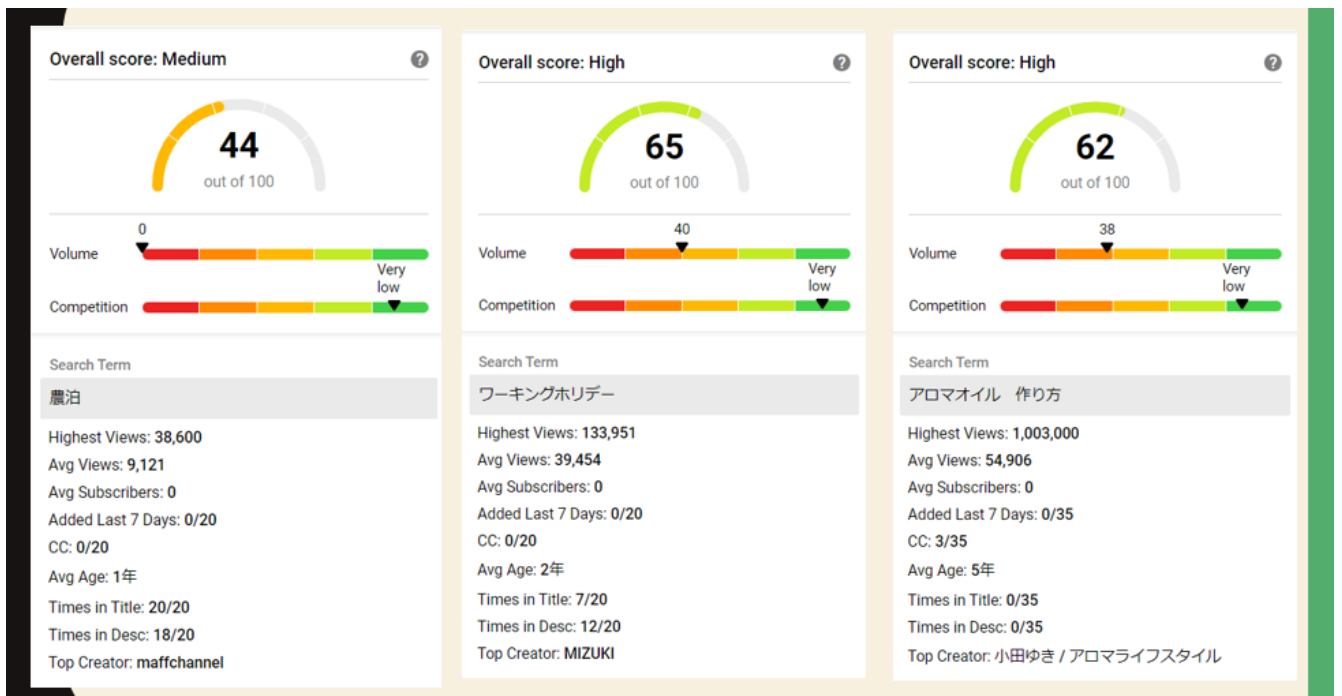 Overall score: Medium
?
44
out of 100
0
Volume
Very
low
Competition
Search Term
農泊
Highest Views: 38,600
Avg Views: 9,121
Avg Subscribers: 0
Added Last 7 Days: 0/20
CC: 0/20
Avg Age: 1年
Times in Title: 20/20
Times in Desc: 18/20
Top Creator: maffchannel
Overall score: High
?
65
out of 100
40
Volume
Very
low
Competition
Search Term
ワーキングホリデー
Highest Views: 133,951
Avg Views: 39,454
Avg Subscribers: 0
Added Last 7 Days: 0/20
CC: 0/20
Avg Age: 2年
Times in Title: 7/20
Times in Desc: 12/20
Top Creator: MIZUKI
Overall score: High
?
62
out of 100
38
Volume
Very
low
Competition
Search Term
アロマオイル　作り方
Highest Views: 1,003,000
Avg Views: 54,906
Avg Subscribers: 0
Added Last 7 Days: 0/35
CC: 3/35
Avg Age: 5年
Times in Title: 0/35
Times in Desc: 0/35
Top Creator: 小田ゆき / アロマライフスタイル